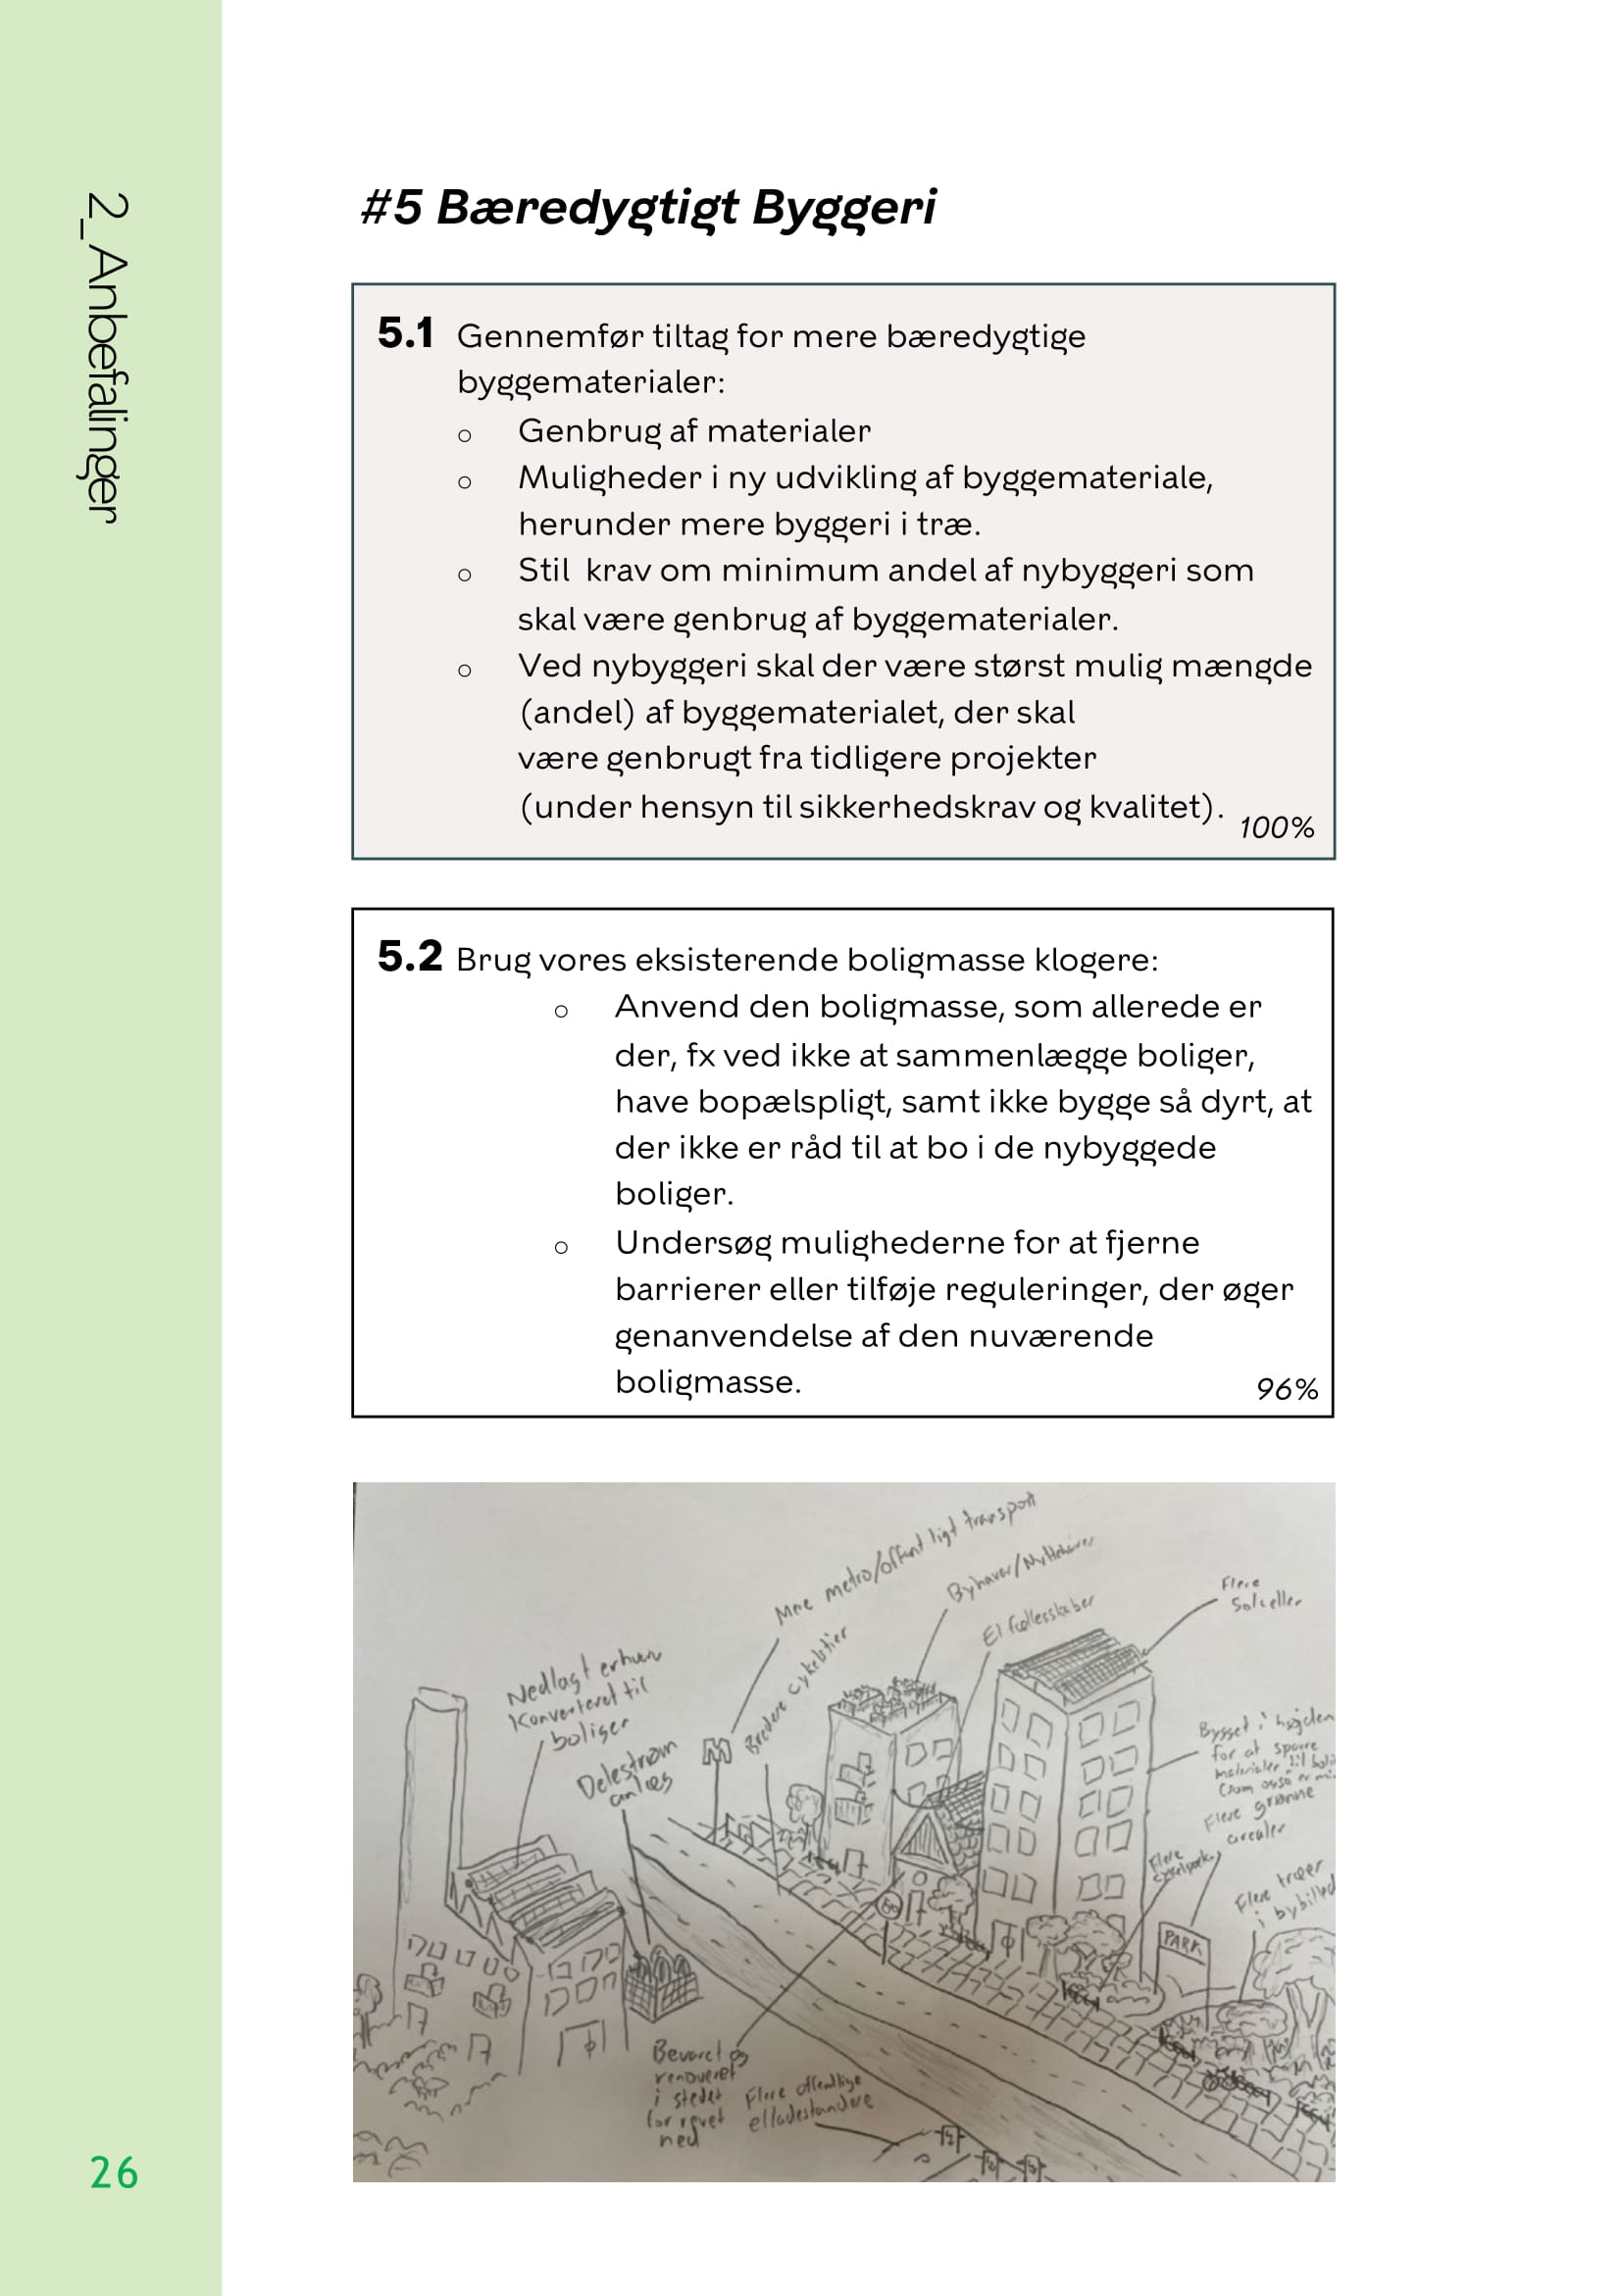 2_Anbefalinger
#5 Bæredygtigt Byggeri
5.1 Gennemfør tiltag for mere bæredygtige
byggematerialer:
o Genbrug af materialer
o Muligheder i ny udvikling af byggemateriale,
herunder mere byggeri i træ.
o Stil krav om minimum andel af nybyggeri som
skal være genbrug af byggematerialer.
o Ved nybyggeri skal der være størst mulig mængde
(andel) af byggematerialet, der skal
være genbrugt fra tidligere projekter
(under hensyn til sikkerhedskrav og kvalitet).
100%
5.2 Brug vores eksisterende boligmasse klogere:
o Anvend den boligmasse, som allerede er
der, fx ved ikke at sammenlægge boliger,
have bopælspligt, samt ikke bygge så dyrt, at
der ikke er råd til at bo i de nybyggede
boliger.
o Undersøg mulighederne for at fjerne
barrierer eller tilføje reguleringer, der øger
genanvendelse af den nuværende
boligmasse.
96%
Mere metro/offentligt transport
Byhaver/Nyttehaver
El fællesskaber
Flere
Solceller
Bredere cykelstier
Nedlagt erhverv
Konverteret til
boliger
Delestrøm
anlæg
M
Bygget i højden
for at spare
materialer til
Flere grønne
arealer
Flere
cykelpark.
Flere træer
i bybilled
PARK
Bevaret og
renoveret
i stedet
for revet
ned
Flere offentlige
elladestandere
26